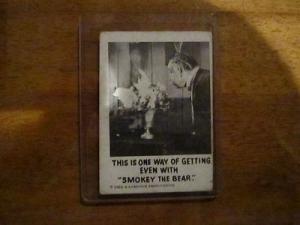 THIS IS ONE WAY OF GETTING
EVEN WITH
"SMOKEY THE BEAR."